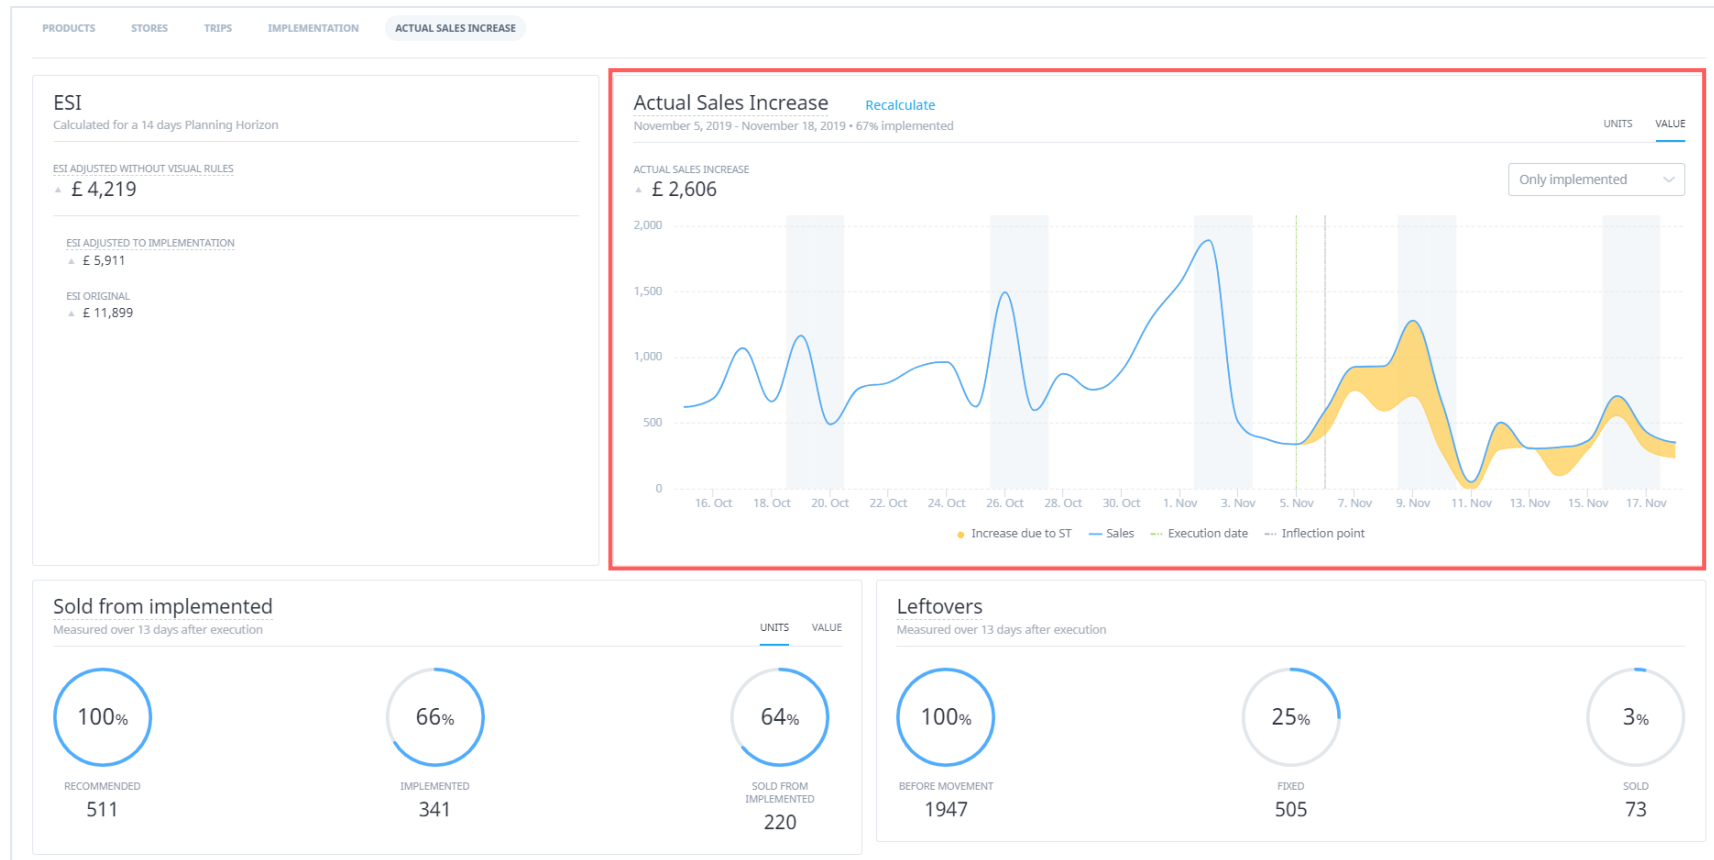 PRODUCTS STORES TRIPS IMPLEMENTATION ACTUAL SALES INCREASE
ESI
Calculated for a 14 days Planning Horizon
ESI ADJUSTED WITHOUT VISUAL RULES
£ 4,219
ESI ADJUSTED TO IMPLEMENTATION
£ 5,911
ESI ORIGINAL
£ 11,899
Actual Sales Increase Recalculate
November 5, 2019 - November 18, 2019 • 67% implemented
UNITS VALUE
ACTUAL SALES INCREASE
£ 2,606
Only implemented
2,000
1,500
1,000
500
0
16. Oct 18. Oct 20. Oct 22. Oct 24. Oct 26. Oct 28. Oct 30. Oct 1. Nov 3. Nov 5. Nov 7. Nov 9. Nov 11. Nov 13. Nov 15. Nov 17. Nov
Increase due to ST Sales Execution date Inflection point
Sold from implemented
Measured over 13 days after execution
UNITS VALUE
100% 66% 64%
RECOMMENDED IMPLEMENTED SOLD FROM
IMPLEMENTED
511 341 220
Leftovers
Measured over 13 days after execution
100% 25% 3%
BEFORE MOVEMENT FIXED SOLD
1947 505 73